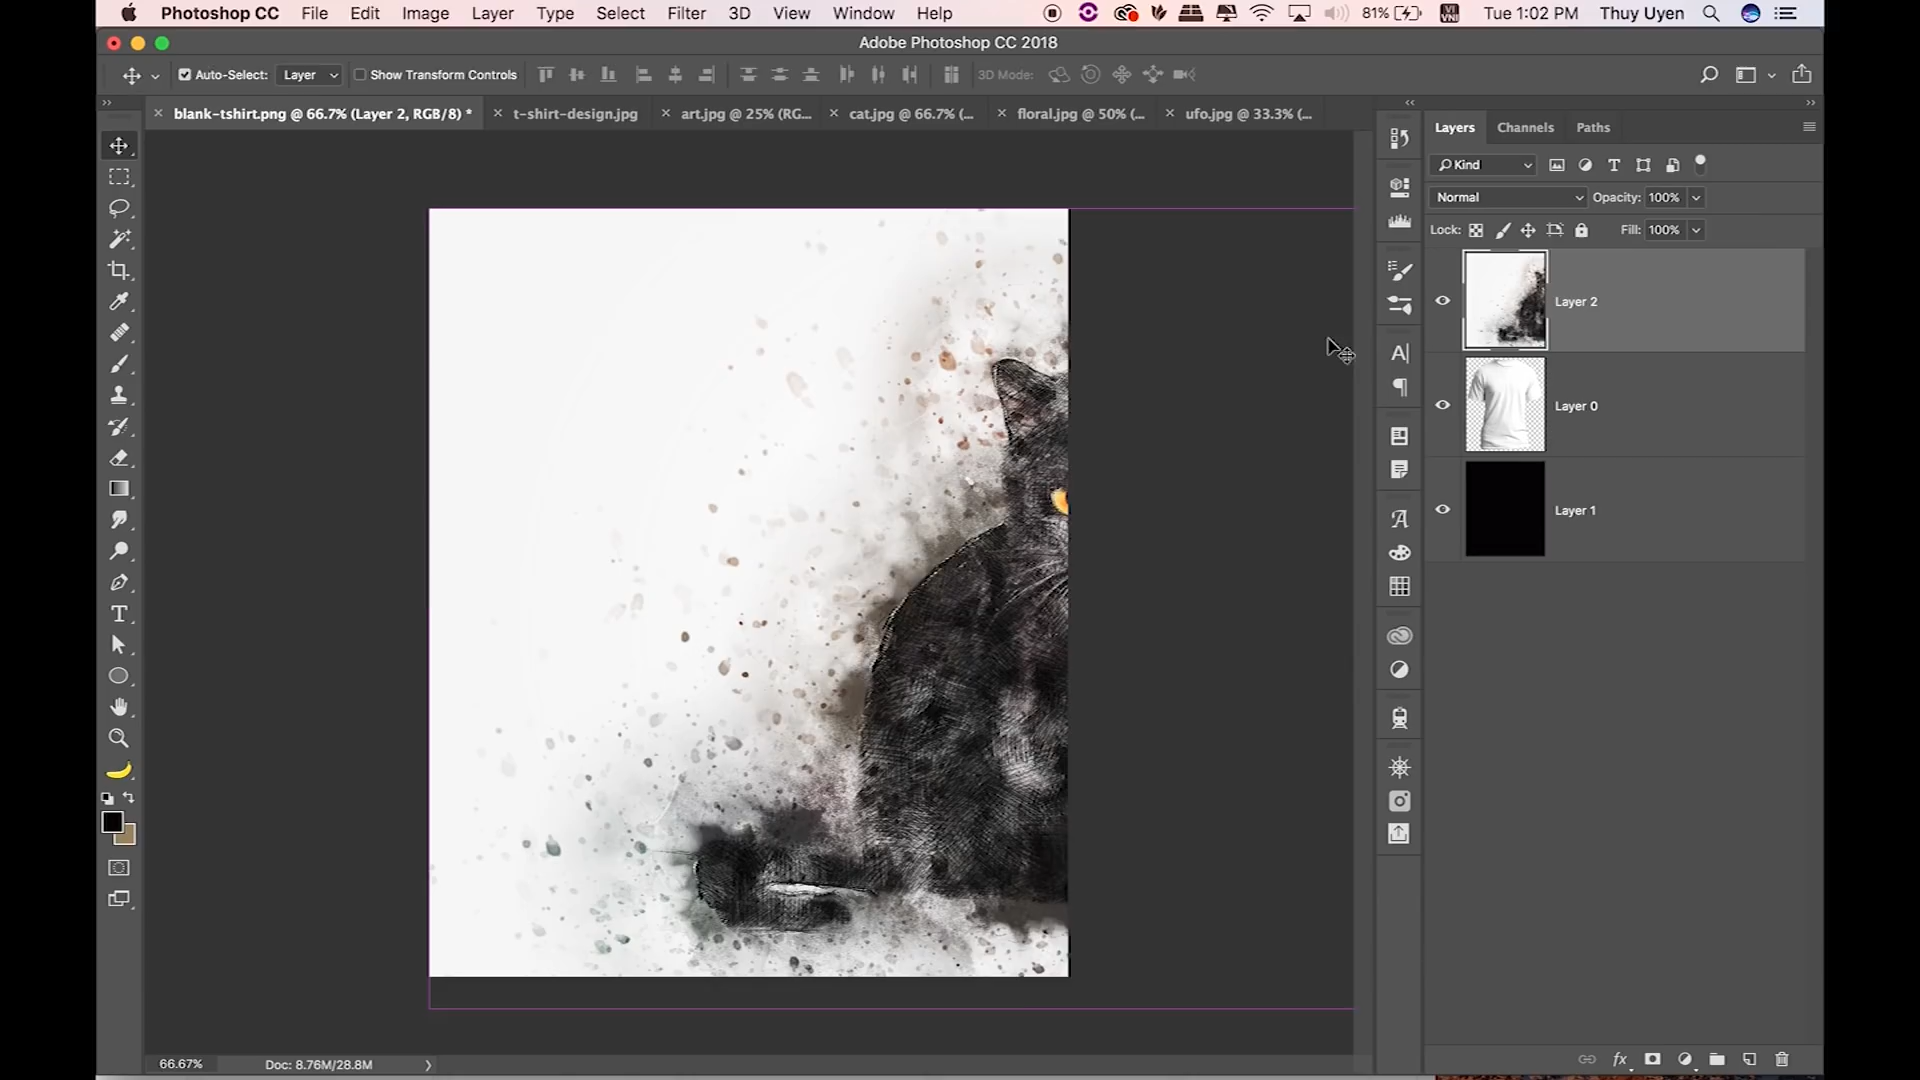 Photoshop CC File Edit Image Layer Type Select Filter 3D View Window Help 81% VI VNI Tue 1:02 PM Thuy Uyen
Adobe Photoshop CC 2018
Auto-Select: Layer Show Transform Controls 3D Mode:
blank-tshirt.png @ 66.7% (Layer 2, RGB/8) * t-shirt-design.jpg art.jpg @ 25% (RG... cat.jpg @ 66.7% (... floral.jpg @ 50% (... ufo.jpg @ 33.3% (...
Layers Channels Paths
Kind
Normal Opacity: 100%
Lock: Fill: 100%
Layer 2
Layer 0
Layer 1
66.67% Doc: 8.76M/28.8M